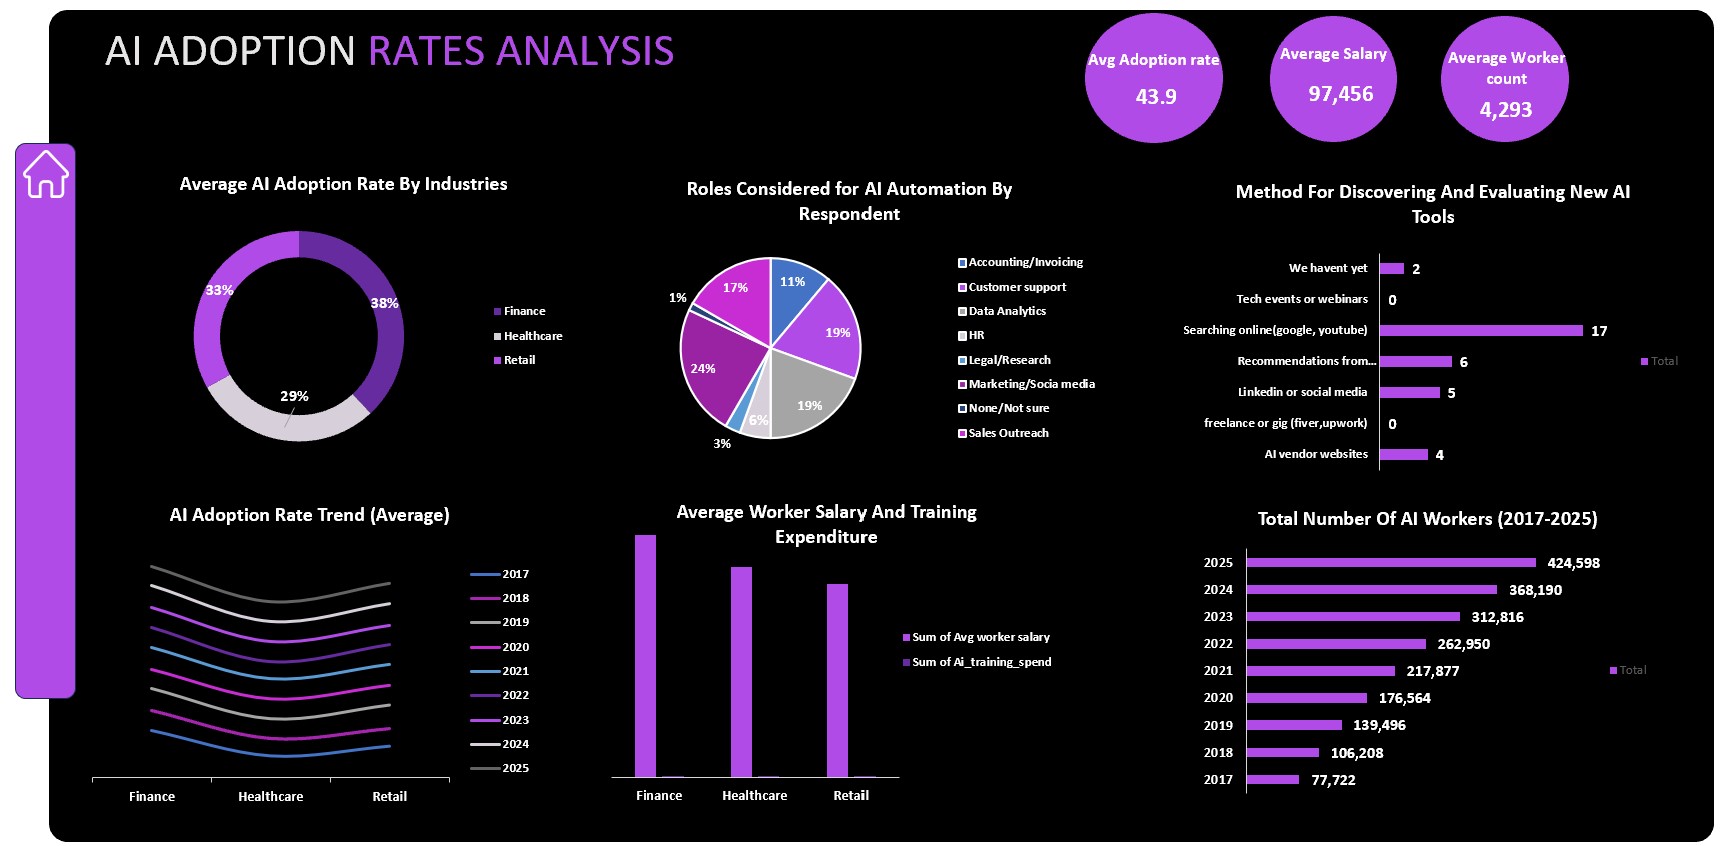 AI ADOPTION RATES ANALYSIS
Avg Adoption rate
43.9
Average Salary
97,456
Average Worker
count
4,293
Average AI Adoption Rate By Industries
33%
38%
29%
Finance
Healthcare
Retail
Roles Considered for AI Automation By
Respondent
11%
19%
19%
6%
3%
24%
1%
17%
Accounting/Invoicing
Customer support
Data Analytics
HR
Legal/Research
Marketing/Socia media
None/Not sure
Sales Outreach
Method For Discovering And Evaluating New AI
Tools
We havent yet 2
Tech events or webinars 0
Searching online(google, youtube) 17
Recommendations from... 6
Linkedin or social media 5
freelance or gig (fiver,upwork) 0
AI vendor websites 4
Total
AI Adoption Rate Trend (Average)
2017
2018
2019
2020
2021
2022
2023
2024
2025
Finance Healthcare Retail
Average Worker Salary And Training
Expenditure
Sum of Avg worker salary
Sum of Ai_training_spend
Finance Healthcare Retail
Total Number Of AI Workers (2017-2025)
2025 424,598
2024 368,190
2023 312,816
2022 262,950
2021 217,877
2020 176,564
2019 139,496
2018 106,208
2017 77,722
Total